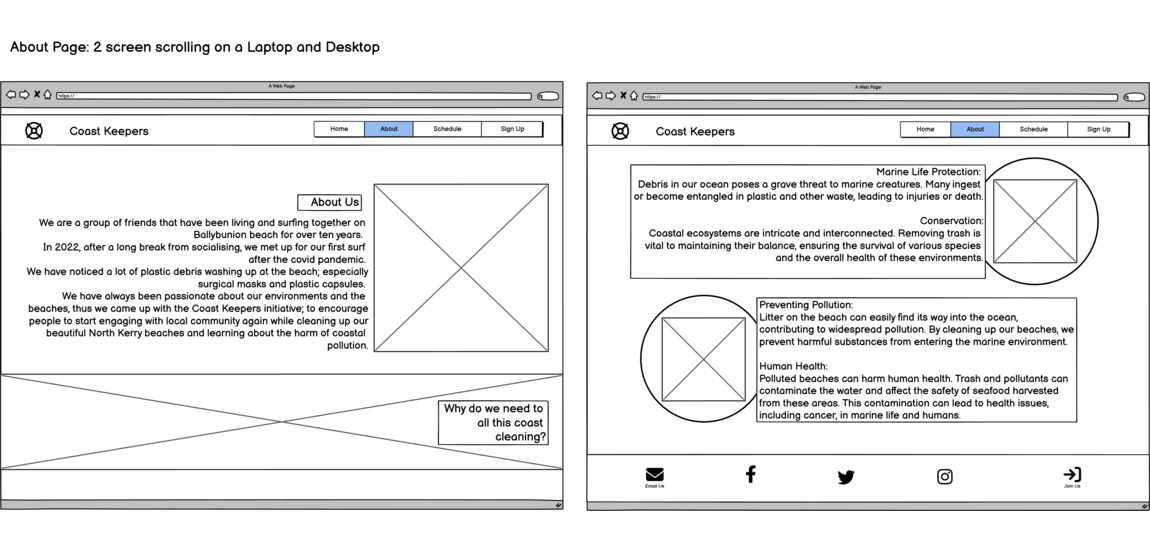 About Page: 2 screen scrolling on a Laptop and Desktop
A Web Page
https://
Coast Keepers
Home
About
Schedule
Sign Up
About Us
We are a group of friends that have been living and surfing together on
Ballybunion beach for over ten years.
In 2022, after a long break from socialising, we met up for our first surf
after the covid pandemic.
We have noticed a lot of plastic debris washing up at the beach; especially
surgical masks and plastic capsules.
We have always been passionate about our environments and the
beaches, thus we came up with the Coast Keepers initiative; to encourage
people to start engaging with local community again while cleaning up our
beautiful North Kerry beaches and learning about the harm of coastal
pollution.
Why do we need to
all this coast
cleaning?
A Web Page
https://
Coast Keepers
Home
About
Schedule
Sign Up
Marine Life Protection:
Debris in our ocean poses a grave threat to marine creatures. Many ingest
or become entangled in plastic and other waste, leading to injuries or death.
Conservation:
Coastal ecosystems are intricate and interconnected. Removing trash is
vital to maintaining their balance, ensuring the survival of various species
and the overall health of these environments.
Preventing Pollution:
Litter on the beach can easily find its way into the ocean,
contributing to widespread pollution. By cleaning up our beaches, we
prevent harmful substances from entering the marine environment.
Human Health:
Polluted beaches can harm human health. Trash and pollutants can
contaminate the water and affect the safety of seafood harvested
from these areas. This contamination can lead to health issues,
including cancer, in marine life and humans.
Email Us
Join Us